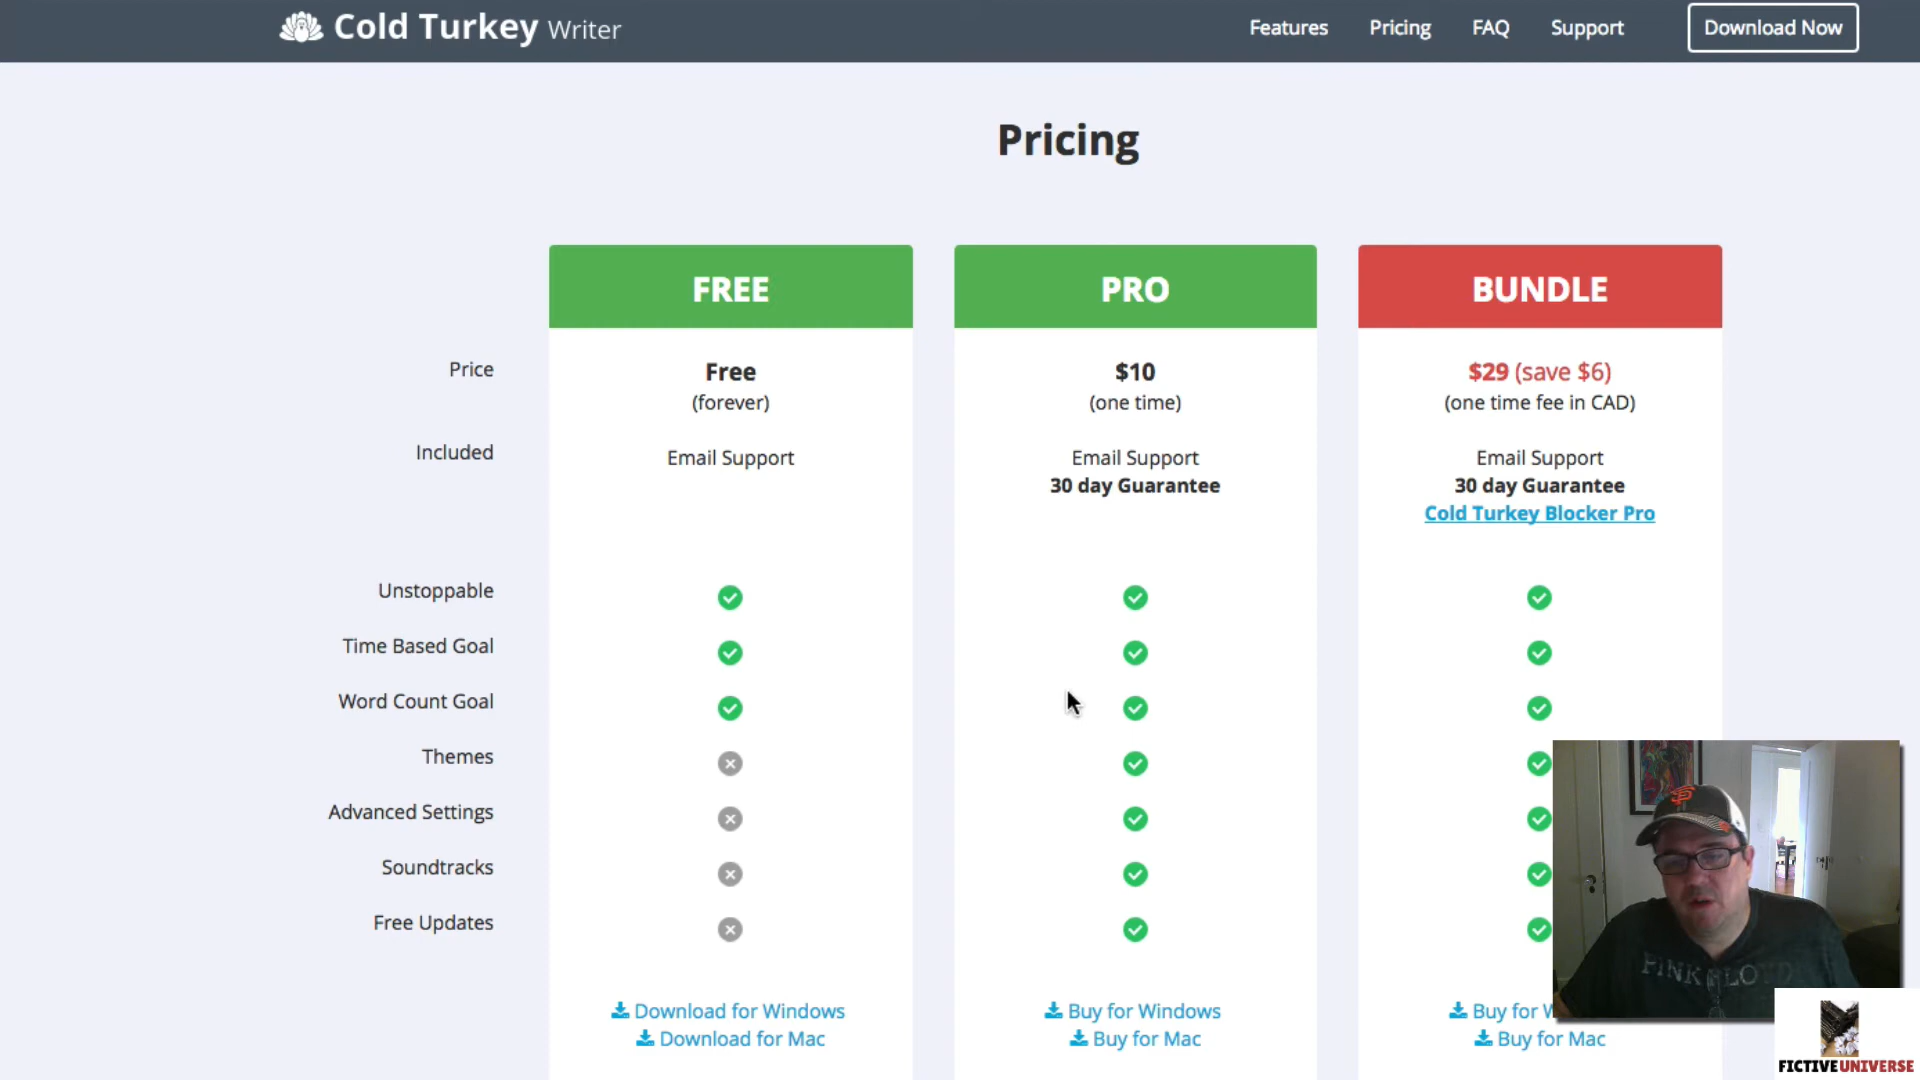 Cold Turkey Writer
Features
Pricing
FAQ
Support
Download Now
Pricing
FREE
PRO
BUNDLE
Price
Free
$10
$29 (save $6)
(forever)
(one time)
(one time fee in CAD)
Included
Email Support
Email Support
30 day Guarantee
Email Support
30 day Guarantee
Cold Turkey Blocker Pro
Unstoppable
Time Based Goal
Word Count Goal
Themes
Advanced Settings
Soundtracks
Free Updates
Download for Windows
Download for Mac
Buy for Windows
Buy for Mac
Buy for
Buy for Mac
SF
PINK FLOYD
FICTIVEUNIVERSE